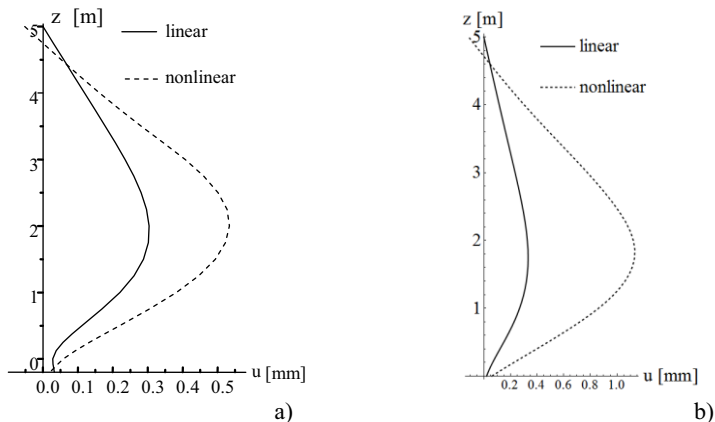 z [m]
5
linear
nonlinear
4
3
2
1
0
0.0 0.1 0.2 0.3 0.4 0.5
u [mm]
a)
z [m]
5
linear
nonlinear
4
3
2
1
0.2 0.4 0.6 0.8 1.0
u [mm]
b)